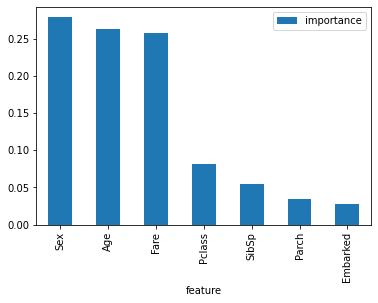 importance
0.25
0.20
0.15
0.10
0.05
0.00
Sex
Age
Fare
Pclass
SibSp
Parch
Embarked
feature